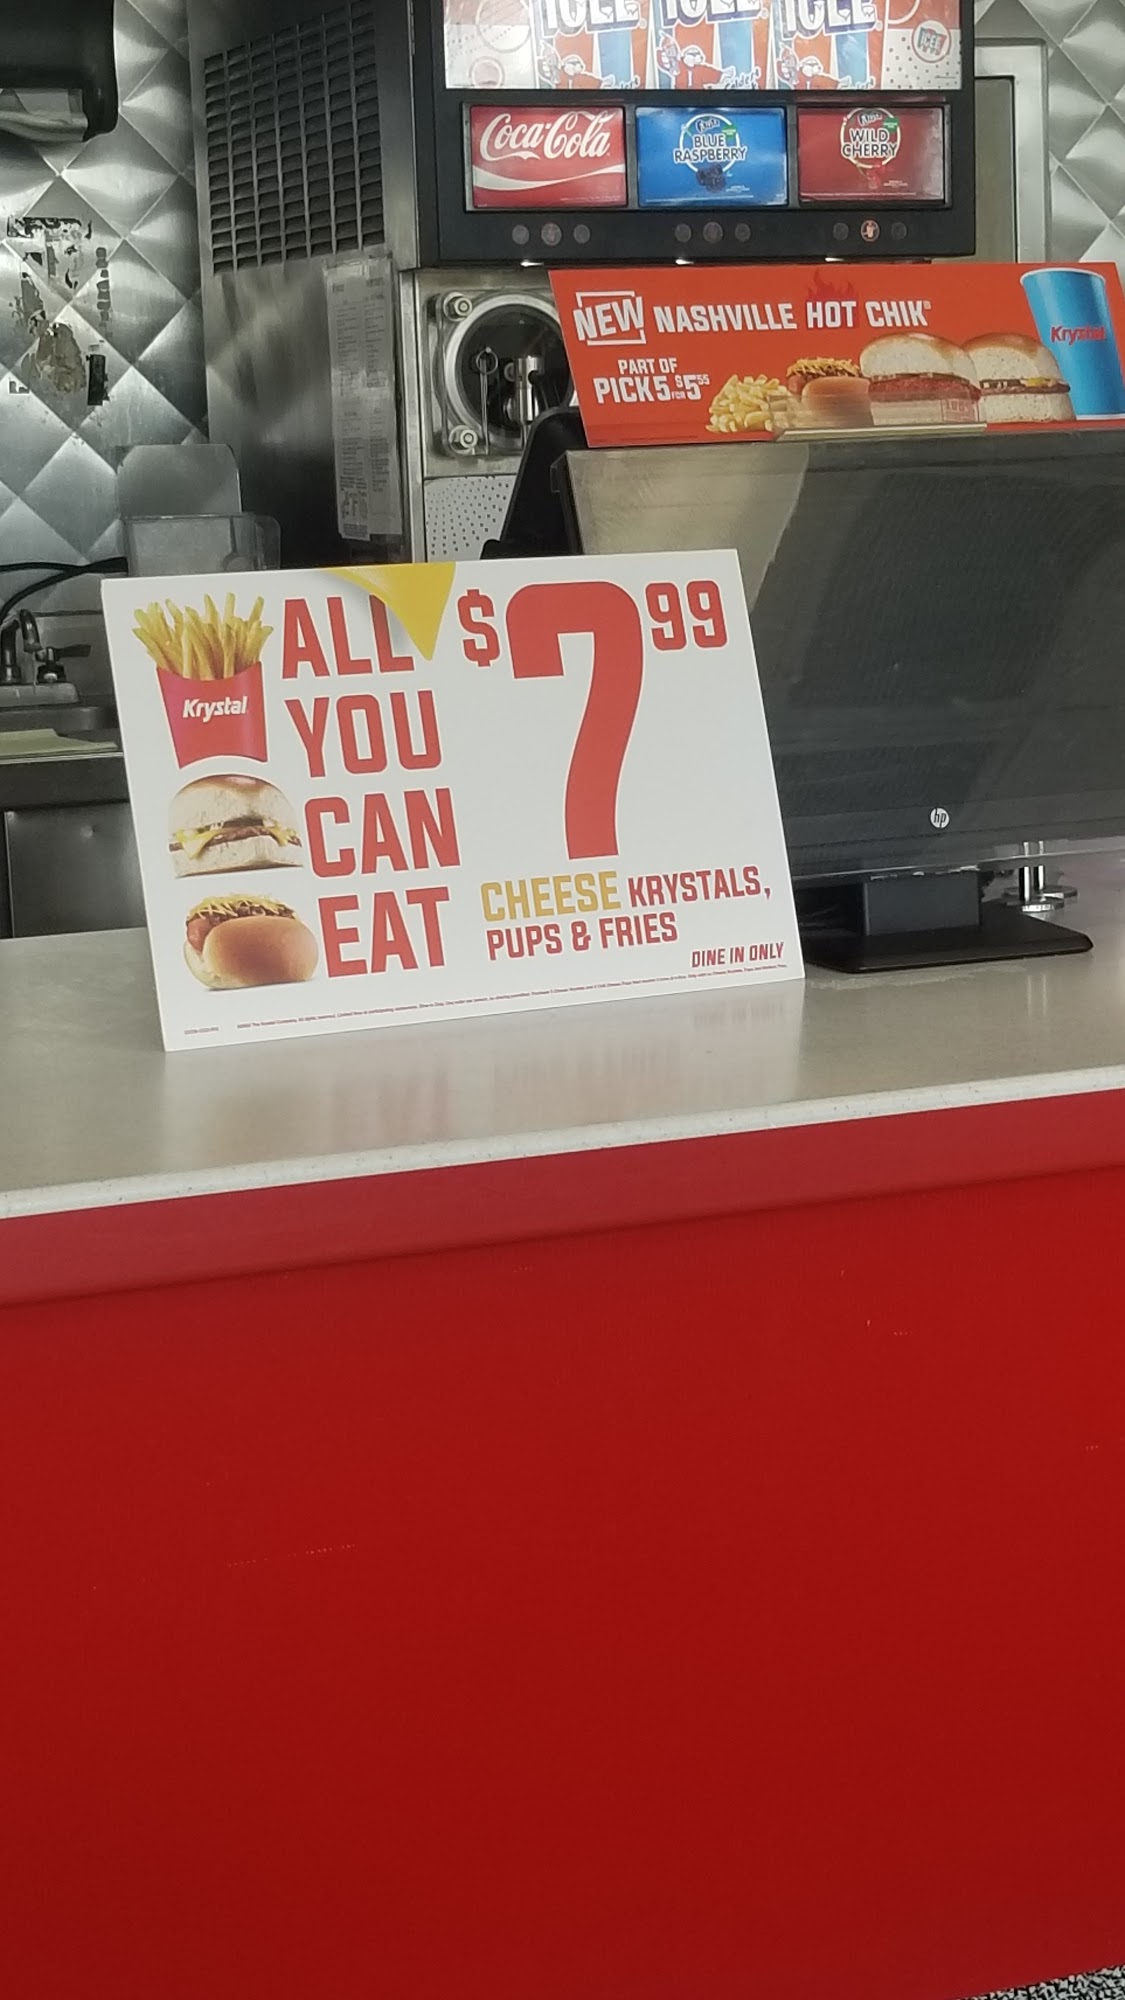 ICEE ICEE ICEE
Coca-Cola
BLUE
RASPBERRY
WILD
CHERRY
NEW NASHVILLE HOT CHIK
PART OF
PICK 5 FOR $5 55
Krystal
ALL
YOU
CAN
EAT
$7 99
Krystal
CHEESE KRYSTALS,
PUPS & FRIES
DINE IN ONLY
hp